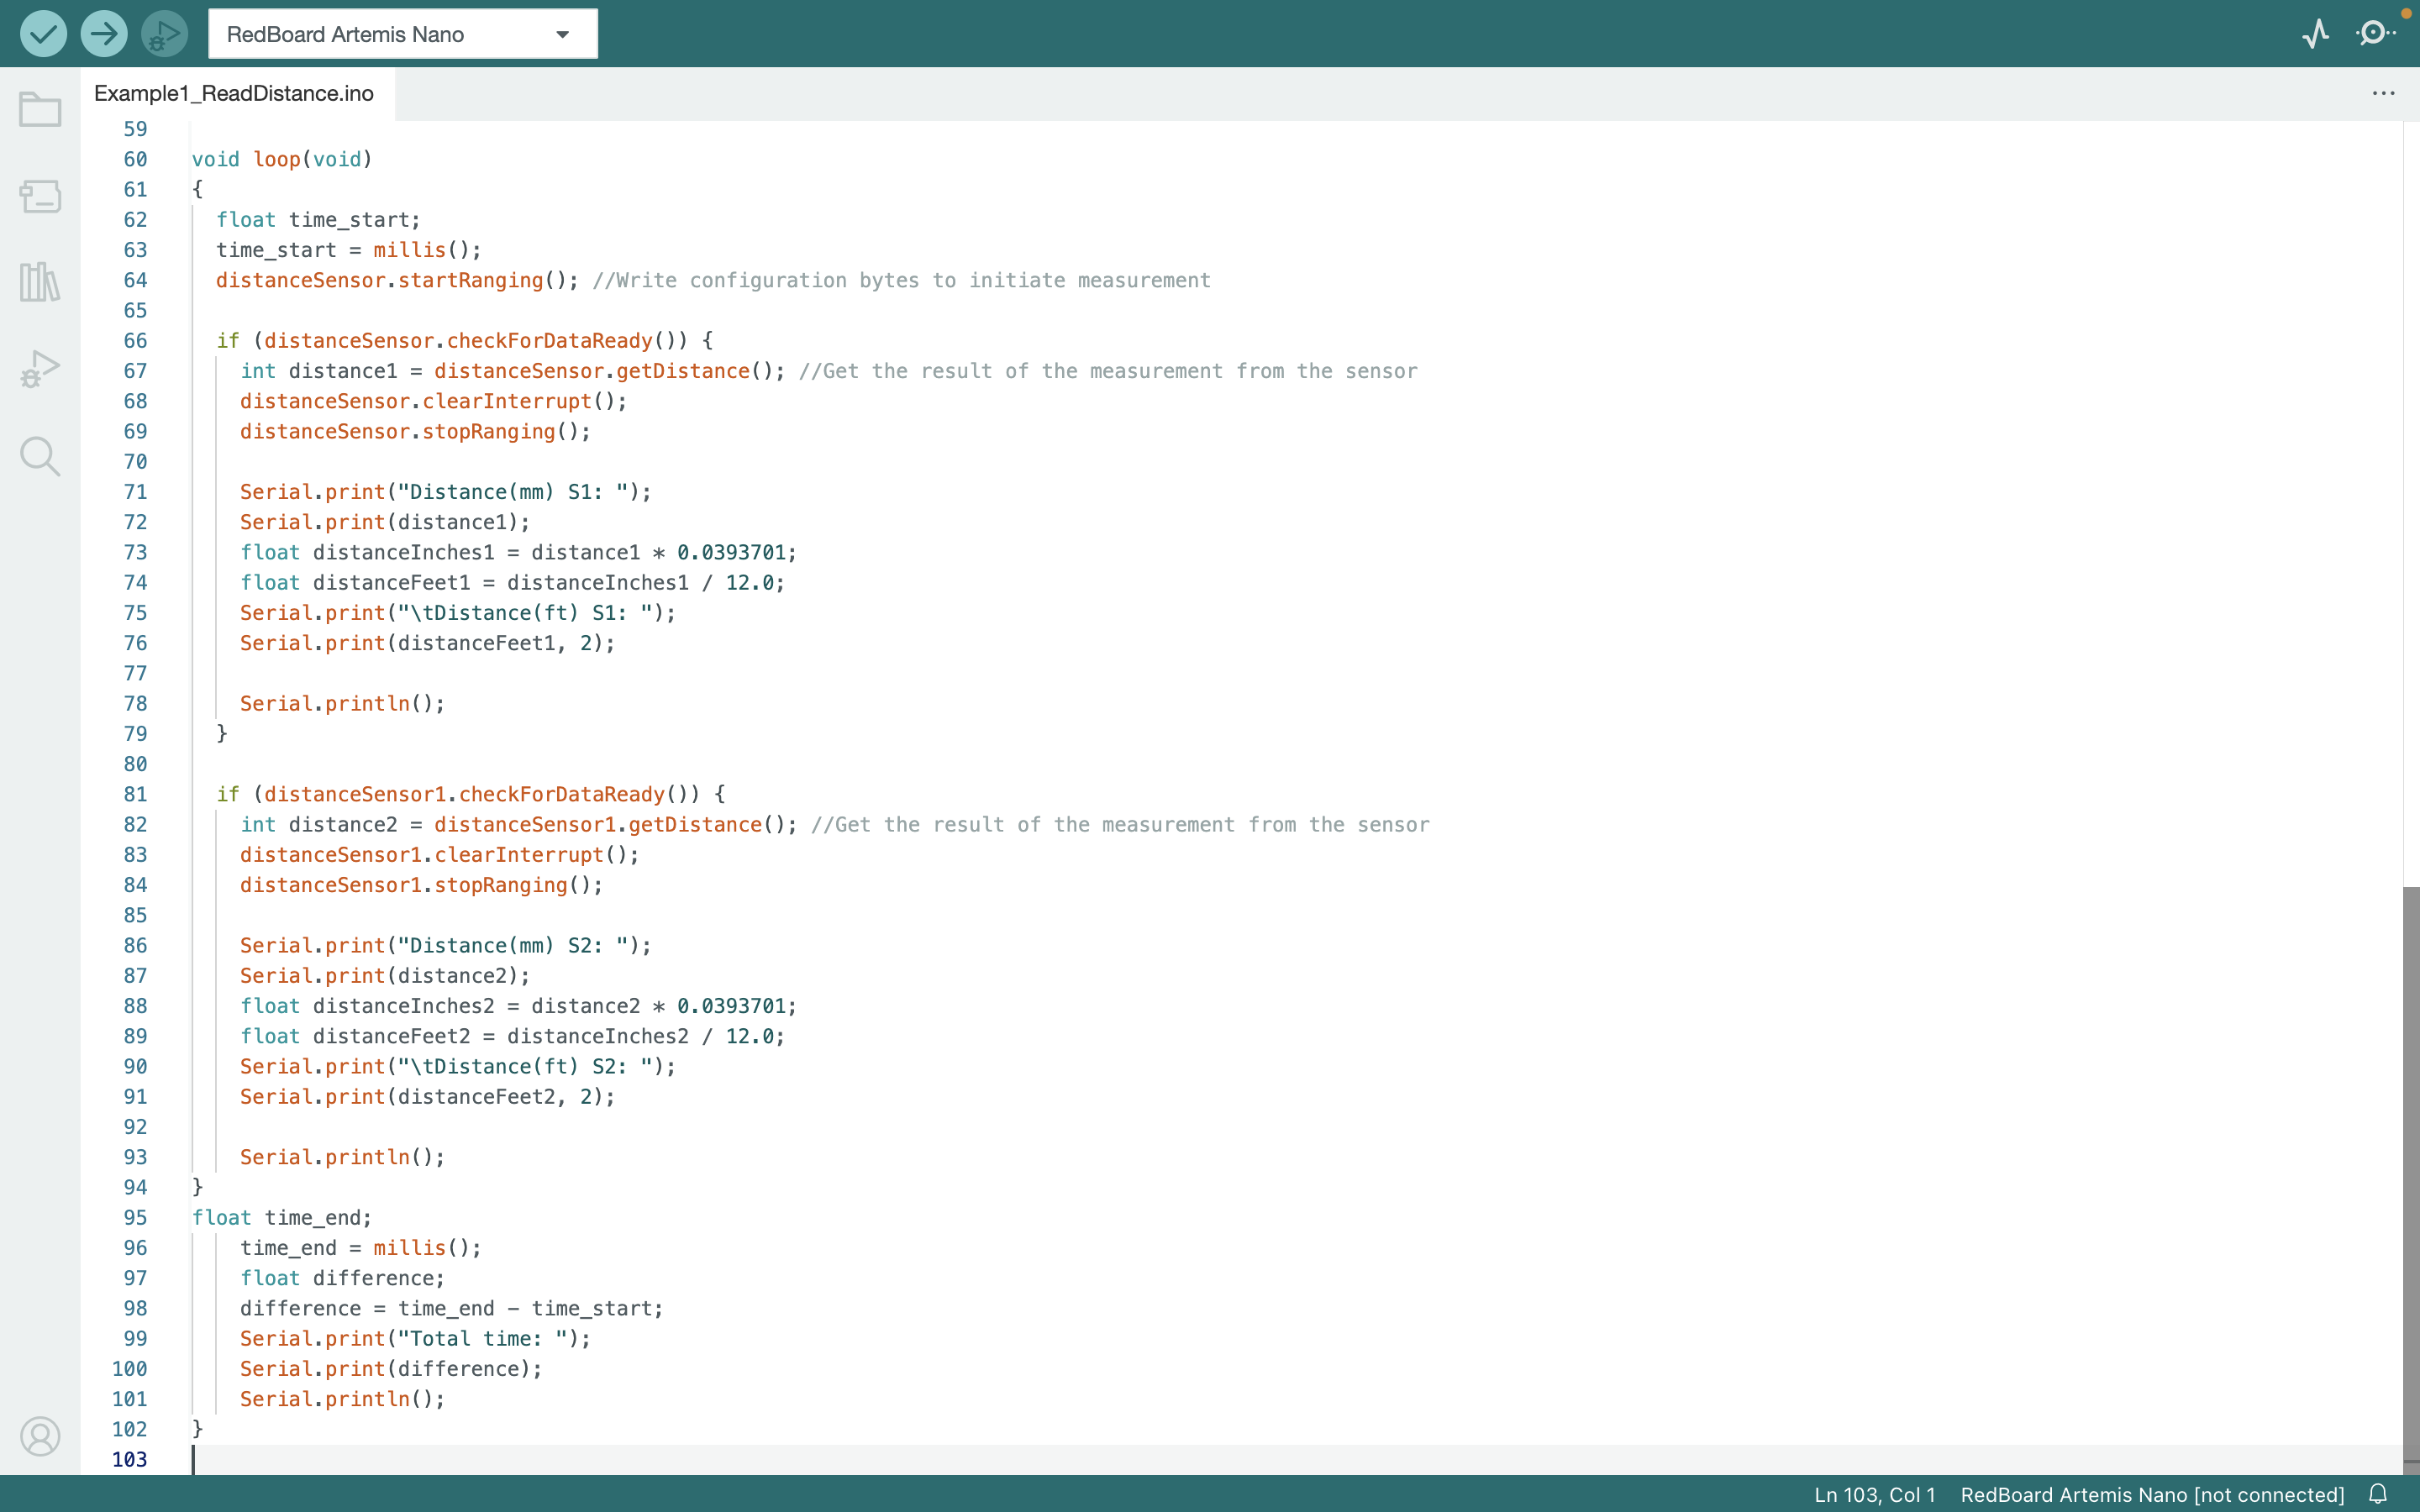 RedBoard Artemis Nano
Example1_ReadDistance.ino
59
60 void loop(void)
61 {
62 float time_start;
63 time_start = millis();
64 distanceSensor.startRanging(); //Write configuration bytes to initiate measurement
65
66 if (distanceSensor.checkForDataReady()) {
67 int distance1 = distanceSensor.getDistance(); //Get the result of the measurement from the sensor
68 distanceSensor.clearInterrupt();
69 distanceSensor.stopRanging();
70
71 Serial.print("Distance(mm) S1: ");
72 Serial.print(distance1);
73 float distanceInches1 = distance1 * 0.0393701;
74 float distanceFeet1 = distanceInches1 / 12.0;
75 Serial.print("\tDistance(ft) S1: ");
76 Serial.print(distanceFeet1, 2);
77
78 Serial.println();
79 }
80
81 if (distanceSensor1.checkForDataReady()) {
82 int distance2 = distanceSensor1.getDistance(); //Get the result of the measurement from the sensor
83 distanceSensor1.clearInterrupt();
84 distanceSensor1.stopRanging();
85
86 Serial.print("Distance(mm) S2: ");
87 Serial.print(distance2);
88 float distanceInches2 = distance2 * 0.0393701;
89 float distanceFeet2 = distanceInches2 / 12.0;
90 Serial.print("\tDistance(ft) S2: ");
91 Serial.print(distanceFeet2, 2);
92
93 Serial.println();
94 }
95 float time_end;
96 time_end = millis();
97 float difference;
98 difference = time_end - time_start;
99 Serial.print("Total time: ");
100 Serial.print(difference);
101 Serial.println();
102 }
103
Ln 103, Col 1 RedBoard Artemis Nano [not connected]